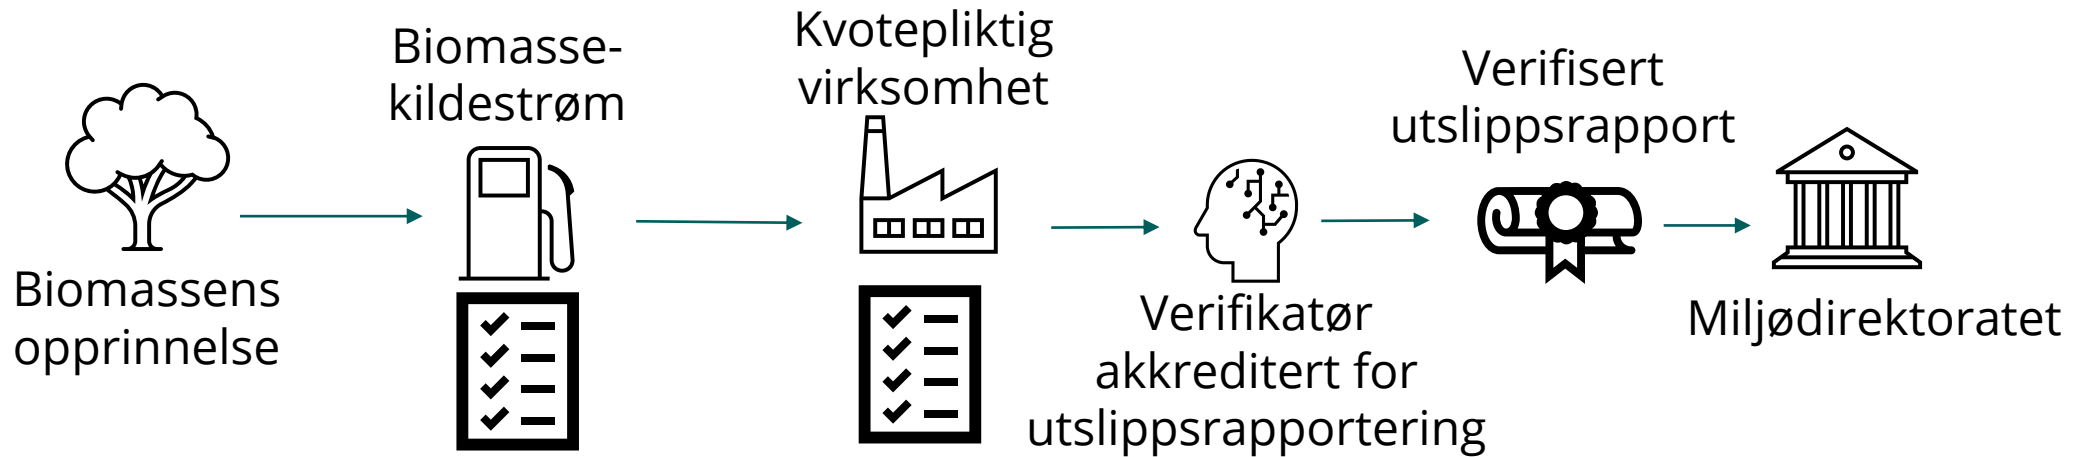 Biomassens
opprinnelse
Biomasse-
kildestrøm
Kvotepliktig
virksomhet
Verifikatør
akkreditert for
utslippsrapportering
Verifisert
utslippsrapport
Miljødirektoratet